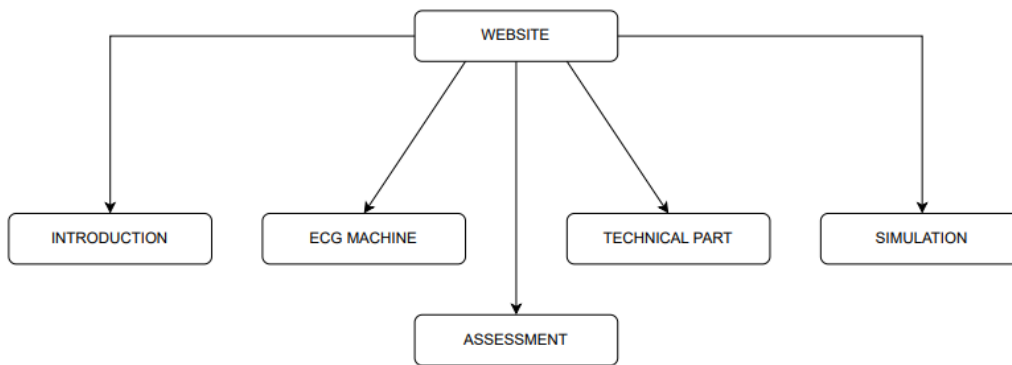 WEBSITE
INTRODUCTION
ECG MACHINE
TECHNICAL PART
SIMULATION
ASSESSMENT